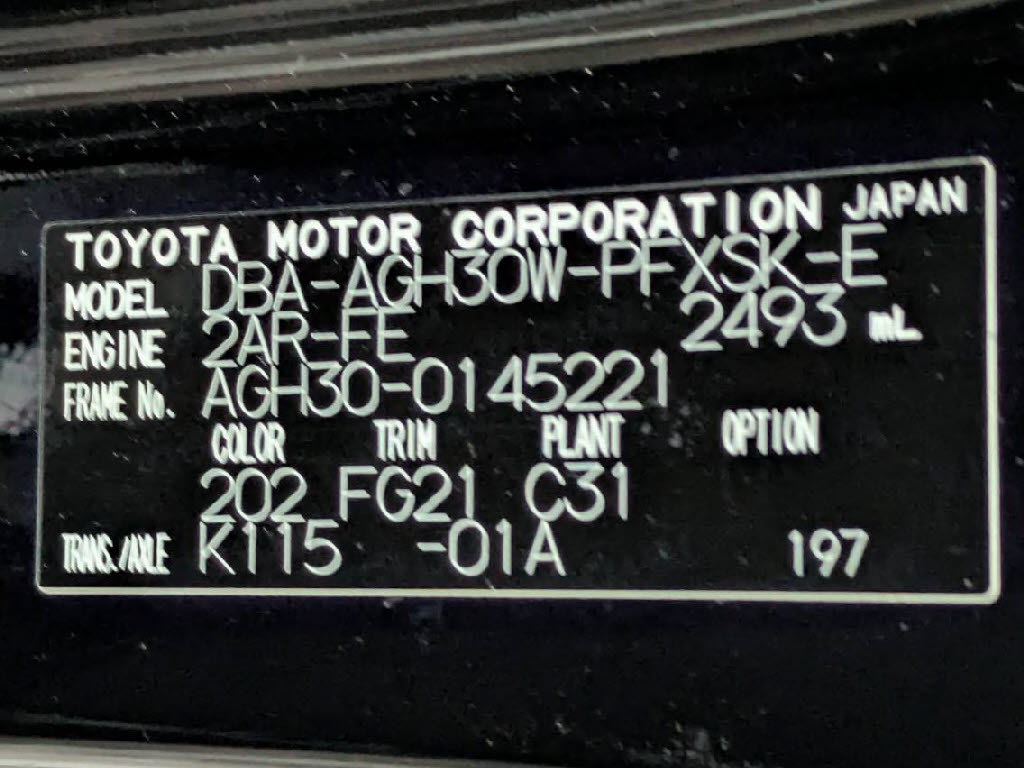 TOYOTA MOTOR CORPORATION JAPAN
MODEL DBA-AGH30W-PFXSK-E
ENGINE 2AR-FE 2493 mL
FRAME No. AGH30-0145221
COLOR TRIM PLANT OPTION
202 FG21 C31
TRANS./AXLE K115 -01A 197